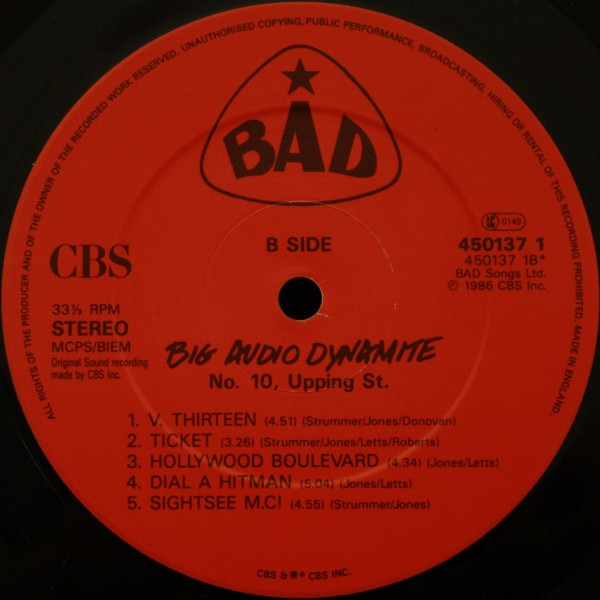 ALL RIGHTS OF THE PRODUCER AND OF THE OWNER OF THE RECORDED WORK RESERVED. UNAUTHORISED COPYING, PUBLIC PERFORMANCE, BROADCASTING, HIRING OR RENTAL OF THIS RECORDING PROHIBITED. MADE IN ENGLAND.
BAD
B SIDE
CBS
LC 0149
450137 1
450137 1B*
BAD Songs Ltd.
℗ 1986 CBS Inc.
33⅓ RPM
STEREO
MCPS/BIEM
Original Sound recording
made by CBS Inc.
BIG AUDIO DYNAMITE
No. 10, Upping St.
1. V. THIRTEEN (4.51) (Strummer/Jones/Donovan)
2. TICKET (3.26) (Strummer/Jones/Letts/Roberts)
3. HOLLYWOOD BOULEVARD (4.34) (Jones/Letts)
4. DIAL A HITMAN (5.04) (Jones/Letts)
5. SIGHTSEE M.C! (4.55) (Strummer/Jones)
CBS & ® CBS INC.